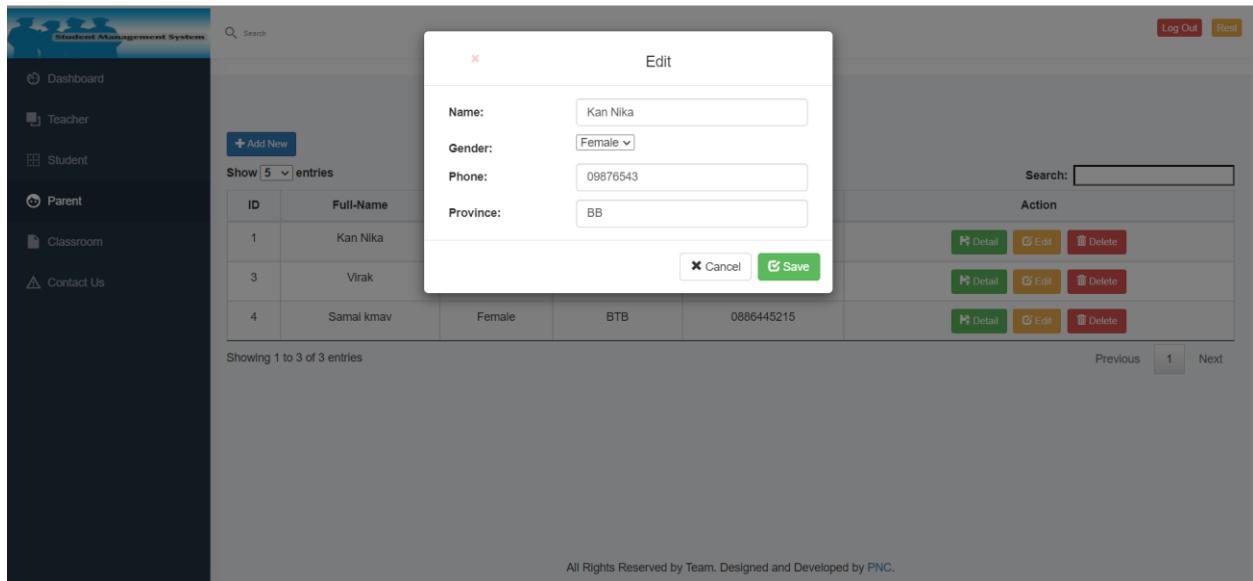 Student Management System
Search
Log Out
Rest
Dashboard
Teacher
Student
Parent
Classroom
Contact Us
Edit
Name: Kan Nika
Gender: Female
Phone: 09876543
Province: BB
Cancel Save
Add New
Show 5 entries
Search:
ID Full-Name Action
1 Kan Nika Detail Edit Delete
3 Virak Detail Edit Delete
4 Samai kmav Female BTB 0886445215 Detail Edit Delete
Showing 1 to 3 of 3 entries
Previous 1 Next
All Rights Reserved by Team. Designed and Developed by PNC.